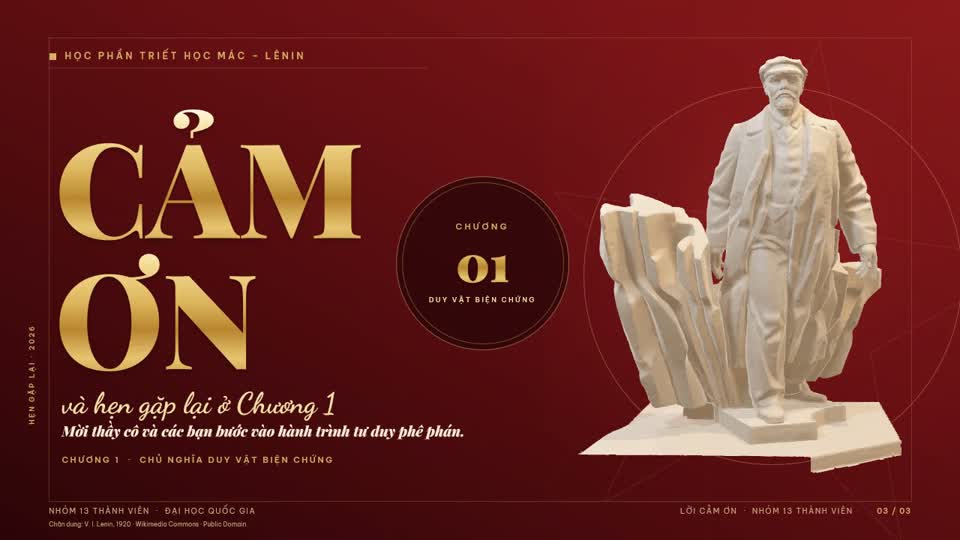 HỌC PHẦN TRIẾT HỌC MÁC – LÊNIN
CẢM
ƠN
và hẹn gặp lại ở Chương 1
Mời thầy cô và các bạn bước vào hành trình tư duy phê phán.
CHƯƠNG 1 · CHỦ NGHĨA DUY VẬT BIỆN CHỨNG
CHƯƠNG
01
DUY VẬT BIỆN CHỨNG
HẸN GẶP LẠI · 2026
NHÓM 13 THÀNH VIÊN · ĐẠI HỌC QUỐC GIA
Chân dung: V. I. Lenin, 1920 · Wikimedia Commons · Public Domain
LỜI CẢM ƠN · NHÓM 13 THÀNH VIÊN 03 / 03